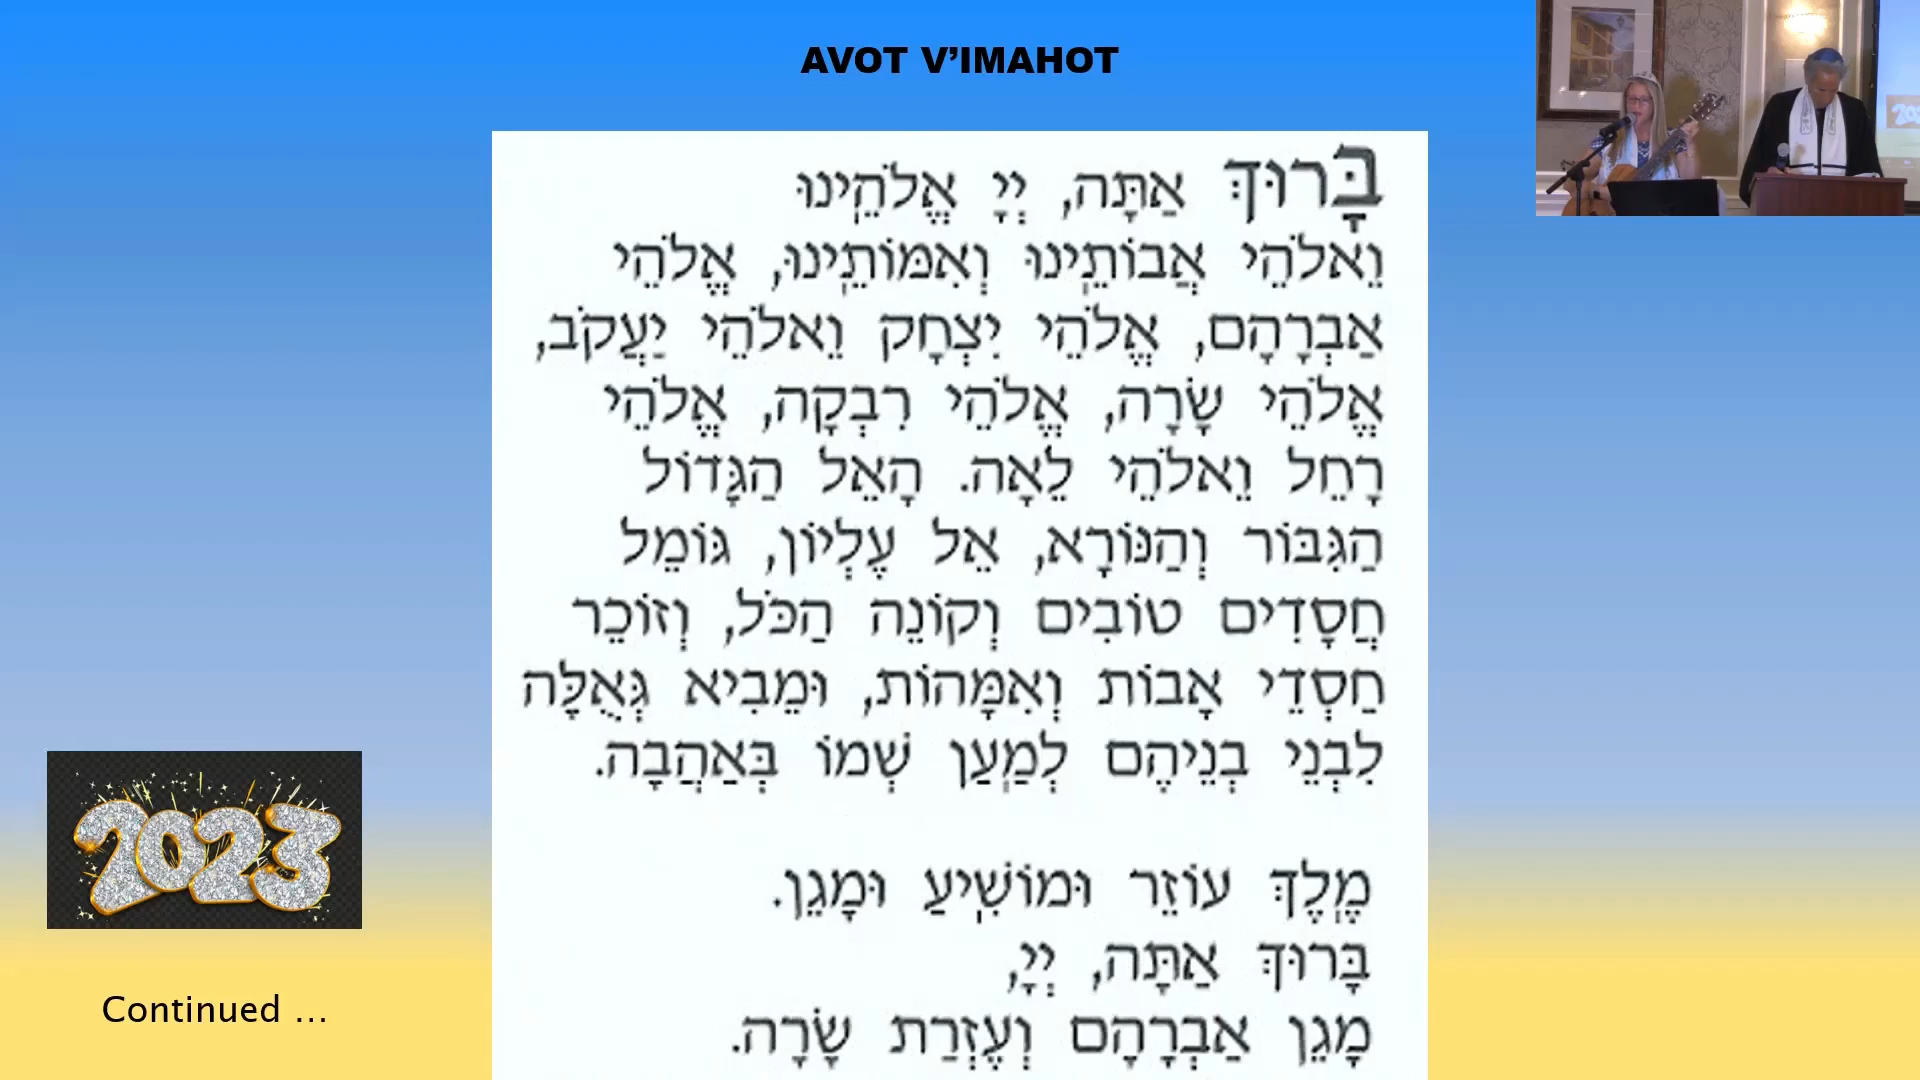 AVOT V’IMAHOT
בָּרוּךְ אַתָּה, יְיָ אֱלֹהֵֽינוּ
וֵאלֹהֵי אֲבוֹתֵֽינוּ וְאִמּוֹתֵֽינוּ, אֱלֹהֵי
אַבְרָהָם, אֱלֹהֵי יִצְחָק וֵאלֹהֵי יַעֲקֹב,
אֱלֹהֵי שָׂרָה, אֱלֹהֵי רִבְקָה, אֱלֹהֵי
רָחֵל וֵאלֹהֵי לֵאָה. הָאֵל הַגָּדוֹל
הַגִּבּוֹר וְהַנּוֹרָא, אֵל עֶלְיוֹן, גּוֹמֵל
חֲסָדִים טוֹבִים וְקוֹנֵה הַכֹּל, וְזוֹכֵר
חַסְדֵי אָבוֹת וְאִמָּהוֹת, וּמֵבִיא גְּאֻלָּה
לִבְנֵי בְנֵיהֶם לְמַֽעַן שְׁמוֹ בְּאַהֲבָה.
מֶֽלֶךְ עוֹזֵר וּמוֹשִֽׁיעַ וּמָגֵן.
בָּרוּךְ אַתָּה, יְיָ,
מָגֵן אַבְרָהָם וְעֶזְרַת שָׂרָה.
2023
Continued …